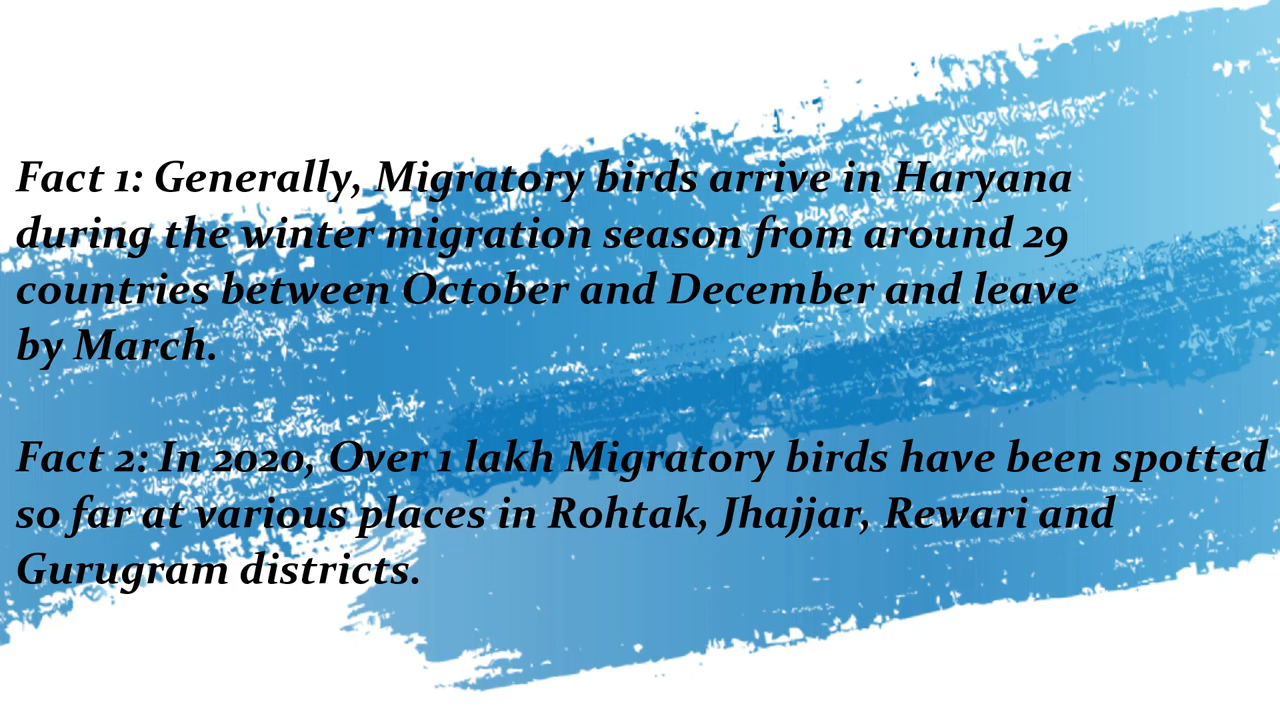 Fact 1: Generally, Migratory birds arrive in Haryana
during the winter migration season from around 29
countries between October and December and leave
by March.
Fact 2: In 2020, Over 1 lakh Migratory birds have been spotted
so far at various places in Rohtak, Jhajjar, Rewari and
Gurugram districts.